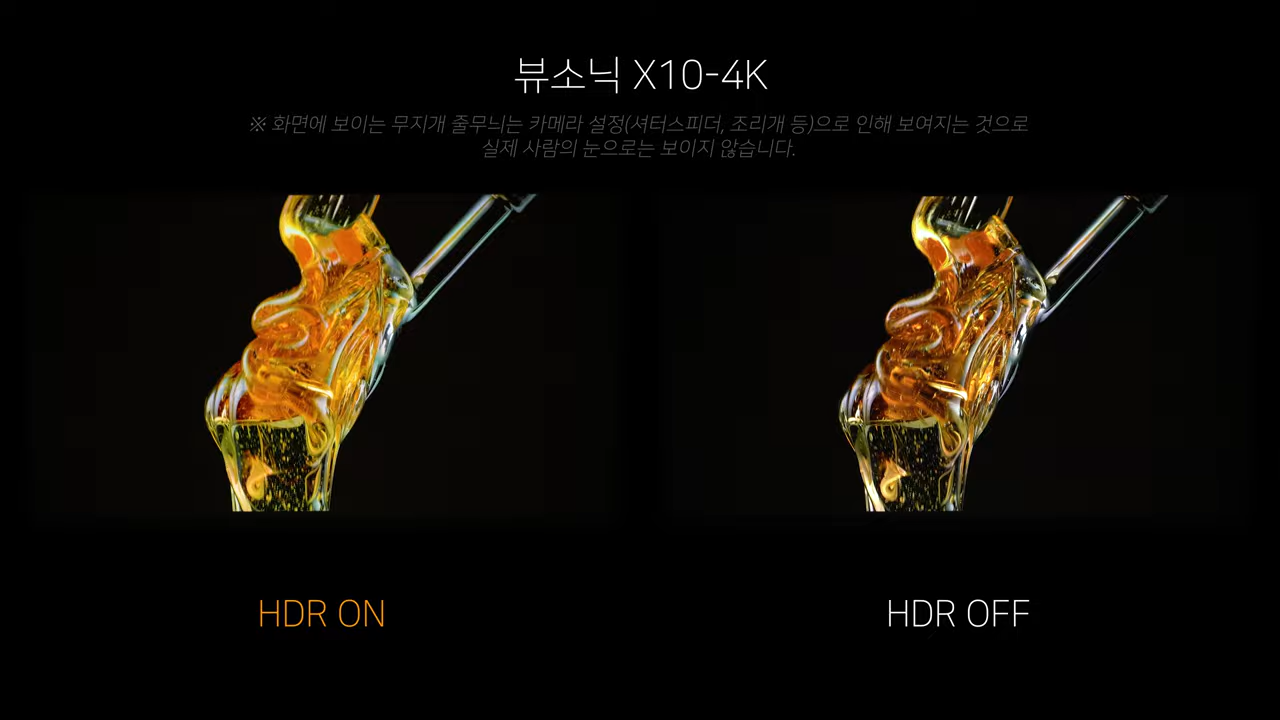 뷰소닉 X10-4K
※ 화면에 보이는 무지개 줄무늬는 카메라 설정(셔터스피더, 조리개 등)으로 인해 보여지는 것으로
실제 사람의 눈으로는 보이지 않습니다.
HDR ON
HDR OFF